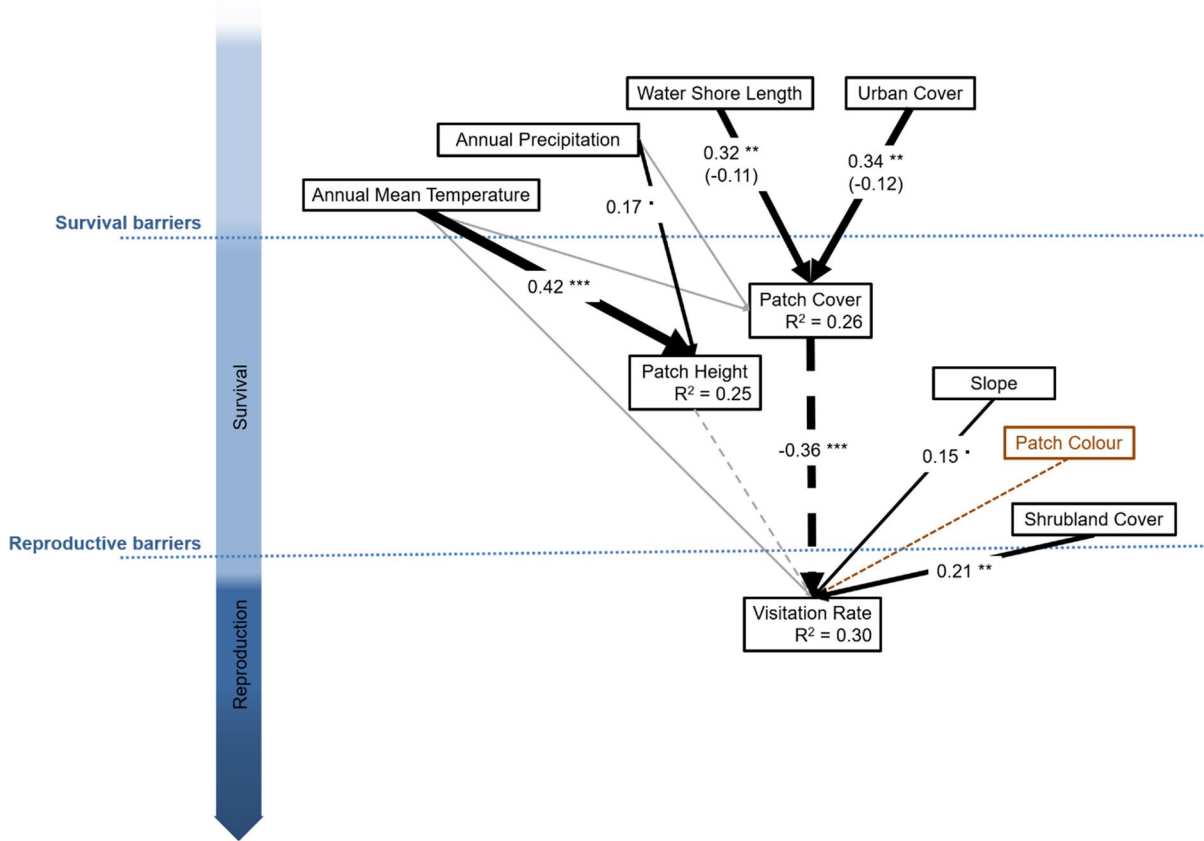 Water Shore Length
Urban Cover
Annual Precipitation
0.32 **
(-0.11)
0.34 **
(-0.12)
Annual Mean Temperature
0.17 ▪
Survival barriers
0.42 ***
Patch Cover
R² = 0.26
Patch Height
R² = 0.25
Slope
Survival
Patch Colour
-0.36 ***
0.15 ▪
Shrubland Cover
Reproductive barriers
0.21 **
Visitation Rate
R² = 0.30
Reproduction